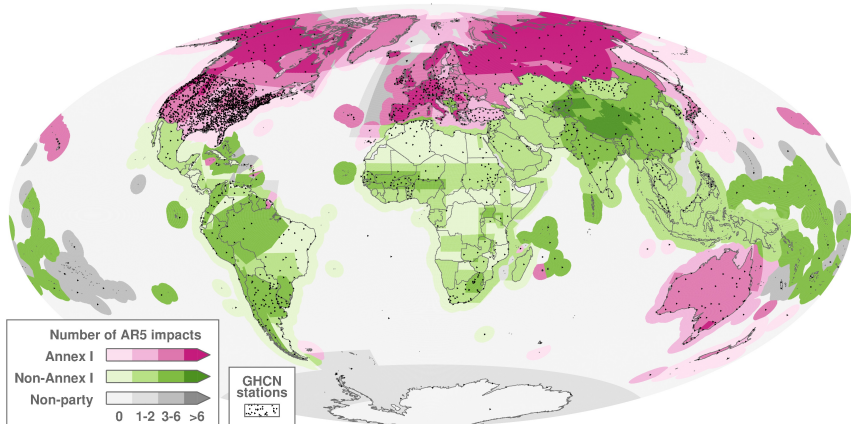 Number of AR5 impacts
Annex I
Non-Annex I
Non-party
0 1-2 3-6 >6
GHCN
stations